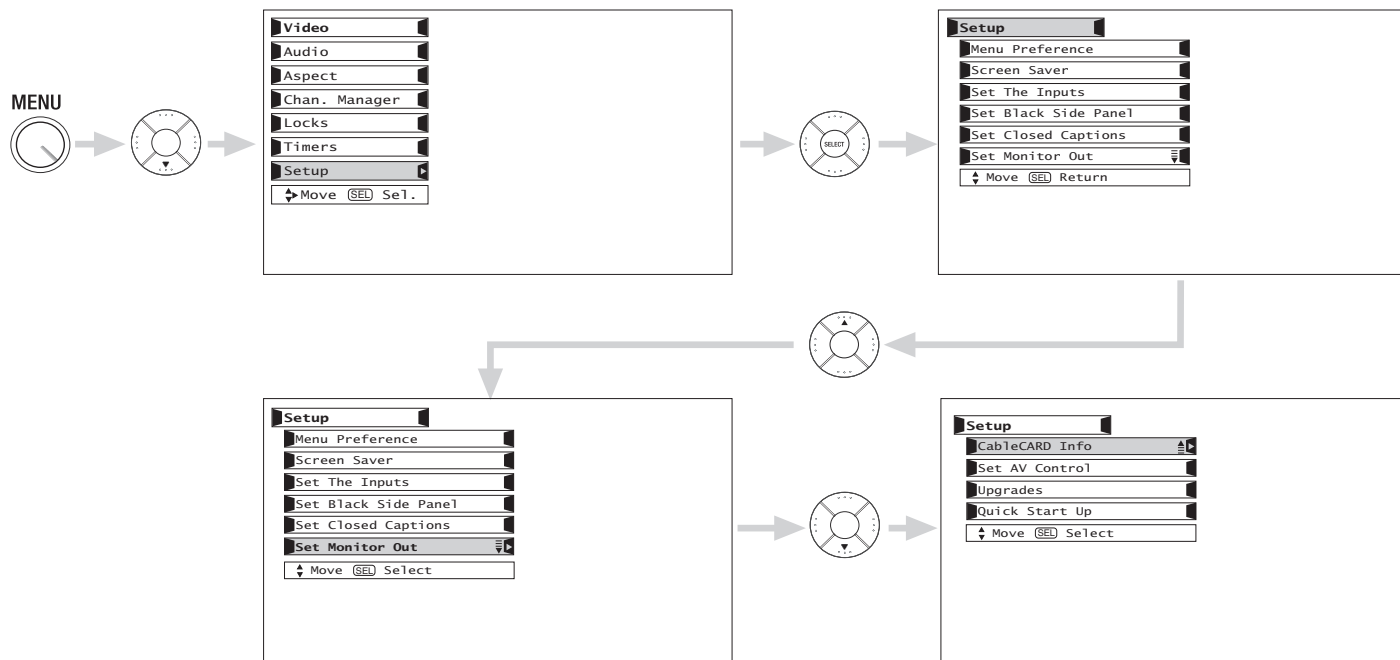 MENU
Video
Audio
Aspect
Chan. Manager
Locks
Timers
Setup
Move SEL Sel.
SELECT
Setup
Menu Preference
Screen Saver
Set The Inputs
Set Black Side Panel
Set Closed Captions
Set Monitor Out
Move SEL Return
Setup
Menu Preference
Screen Saver
Set The Inputs
Set Black Side Panel
Set Closed Captions
Set Monitor Out
Move SEL Select
Setup
CableCARD Info
Set AV Control
Upgrades
Quick Start Up
Move SEL Select